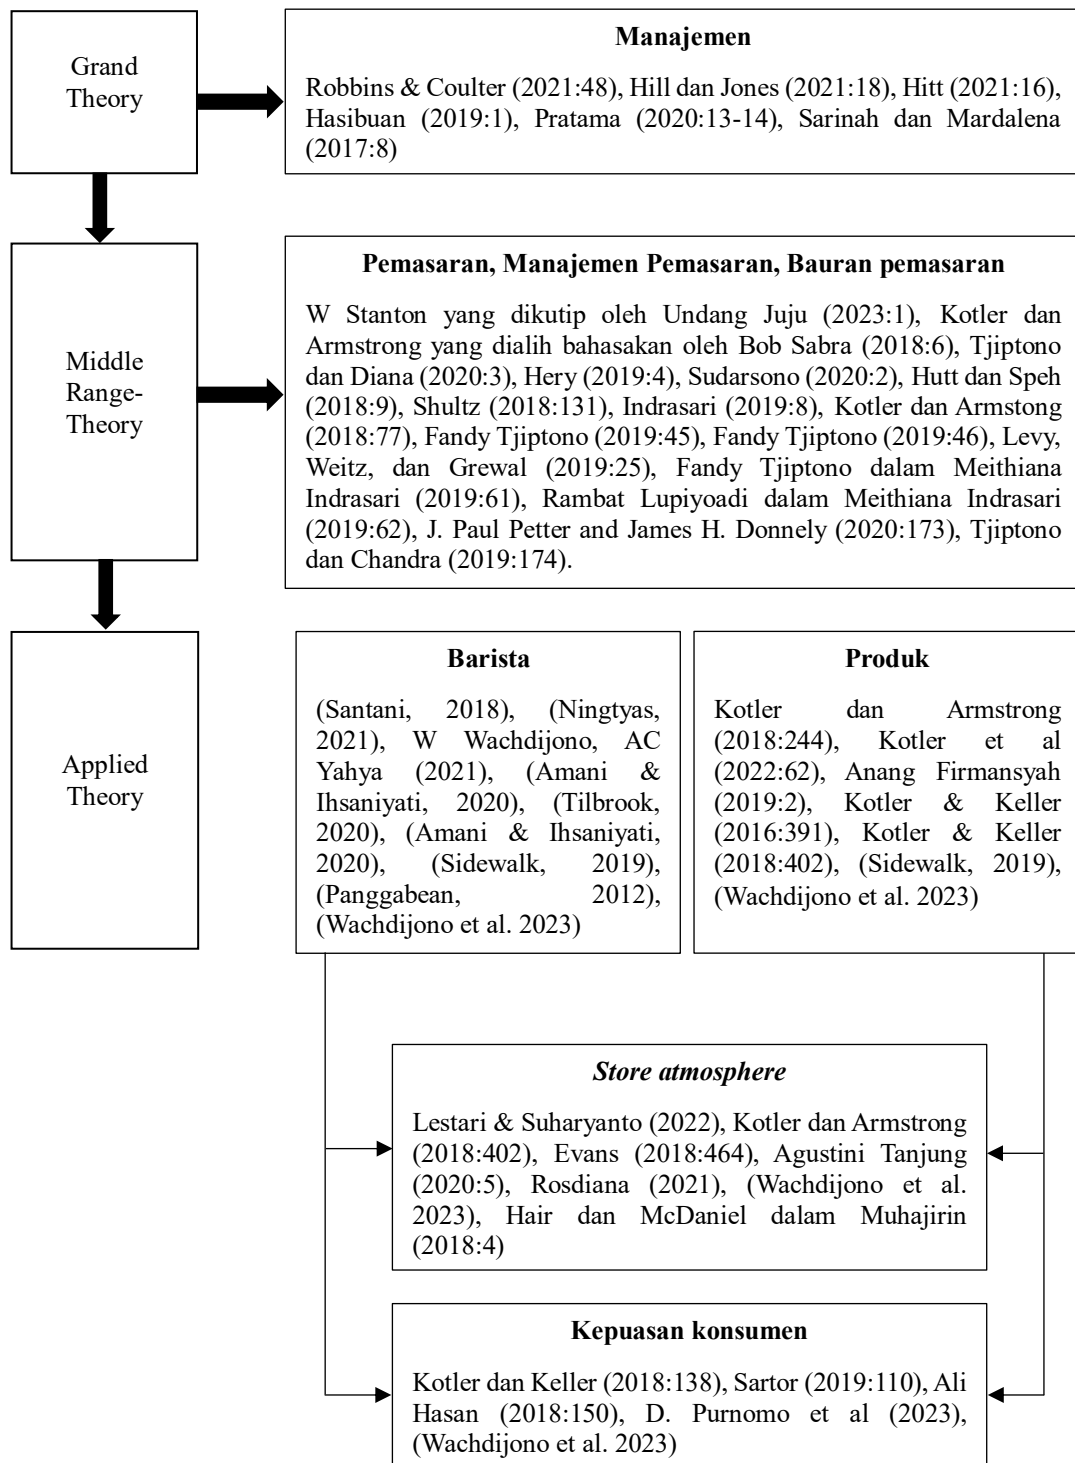 Grand
Theory
Manajemen
Robbins & Coulter (2021:48), Hill dan Jones (2021:18), Hitt (2021:16),
Hasibuan (2019:1), Pratama (2020:13-14), Sarinah dan Mardalena
(2017:8)
Middle
Range-
Theory
Pemasaran, Manajemen Pemasaran, Bauran pemasaran
W Stanton yang dikutip oleh Undang Juju (2023:1), Kotler dan
Armstrong yang dialih bahasakan oleh Bob Sabra (2018:6), Tjiptono
dan Diana (2020:3), Hery (2019:4), Sudarsono (2020:2), Hutt dan Speh
(2018:9), Shultz (2018:131), Indrasari (2019:8), Kotler dan Armstong
(2018:77), Fandy Tjiptono (2019:45), Fandy Tjiptono (2019:46), Levy,
Weitz, dan Grewal (2019:25), Fandy Tjiptono dalam Meithiana
Indrasari (2019:61), Rambat Lupiyoadi dalam Meithiana Indrasari
(2019:62), J. Paul Petter and James H. Donnely (2020:173), Tjiptono
dan Chandra (2019:174).
Applied
Theory
Barista
(Santani, 2018), (Ningtyas,
2021), W Wachdijono, AC
Yahya (2021), (Amani &
Ihsaniyati, 2020), (Tilbrook,
2020), (Amani & Ihsaniyati,
2020), (Sidewalk, 2019),
(Panggabean, 2012),
(Wachdijono et al. 2023)
Produk
Kotler dan Armstrong
(2018:244), Kotler et al
(2022:62), Anang Firmansyah
(2019:2), Kotler & Keller
(2016:391), Kotler & Keller
(2018:402), (Sidewalk, 2019),
(Wachdijono et al. 2023)
Store atmosphere
Lestari & Suharyanto (2022), Kotler dan Armstrong
(2018:402), Evans (2018:464), Agustini Tanjung
(2020:5), Rosdiana (2021), (Wachdijono et al.
2023), Hair dan McDaniel dalam Muhajirin
(2018:4)
Kepuasan konsumen
Kotler dan Keller (2018:138), Sartor (2019:110), Ali
Hasan (2018:150), D. Purnomo et al (2023),
(Wachdijono et al. 2023)